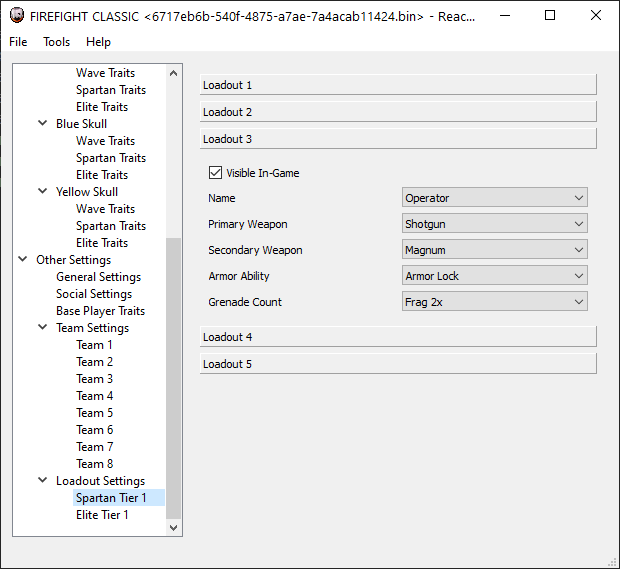 FIREFIGHT CLASSIC <6717eb6b-540f-4875-a7ae-7a4acab11424.bin> - Reac...
File Tools Help
Wave Traits
Spartan Traits
Elite Traits
Blue Skull
Wave Traits
Spartan Traits
Elite Traits
Yellow Skull
Wave Traits
Spartan Traits
Elite Traits
Other Settings
General Settings
Social Settings
Base Player Traits
Team Settings
Team 1
Team 2
Team 3
Team 4
Team 5
Team 6
Team 7
Team 8
Loadout Settings
Spartan Tier 1
Elite Tier 1
Loadout 1
Loadout 2
Loadout 3
Visible In-Game
Name Operator
Primary Weapon Shotgun
Secondary Weapon Magnum
Armor Ability Armor Lock
Grenade Count Frag 2x
Loadout 4
Loadout 5